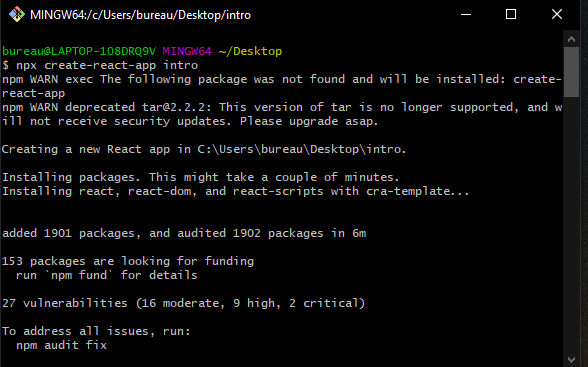 MINGW64:/c/Users/bureau/Desktop/intro
bureau@LAPTOP-1O8DRQ9V MINGW64 ~/Desktop
$ npx create-react-app intro
npm WARN exec The following package was not found and will be installed: create-
react-app
npm WARN deprecated tar@2.2.2: This version of tar is no longer supported, and w
ill not receive security updates. Please upgrade asap.
Creating a new React app in C:\Users\bureau\Desktop\intro.
Installing packages. This might take a couple of minutes.
Installing react, react-dom, and react-scripts with cra-template...
added 1901 packages, and audited 1902 packages in 6m
153 packages are looking for funding
run `npm fund` for details
27 vulnerabilities (16 moderate, 9 high, 2 critical)
To address all issues, run:
npm audit fix